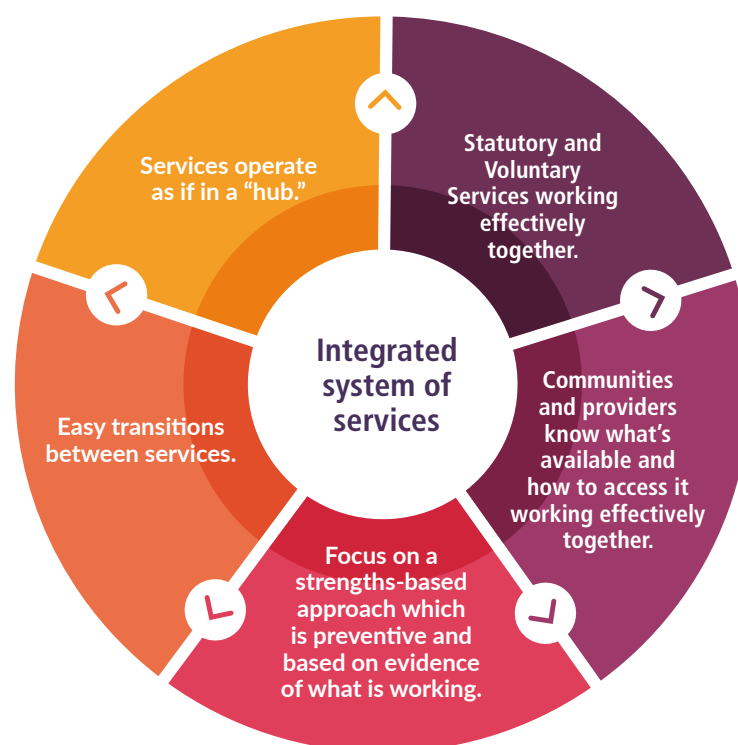 Integrated
system of
services
Statutory and
Voluntary
Services working
effectively
together.
Communities
and providers
know what’s
available and
how to access it
working effectively
together.
Focus on a
strengths-based
approach which
is preventive and
based on evidence
of what is working.
Easy transitions
between services.
Services operate
as if in a “hub.”